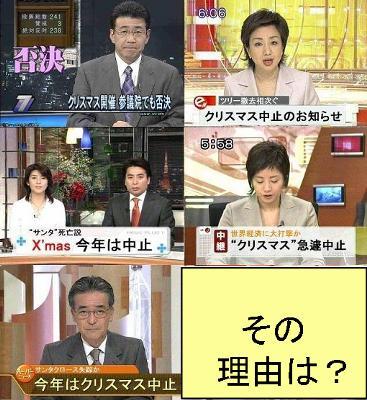 投票総数 241
賛成 3
絶対反対 238
否決
7
クリスマス開催 参議院でも否決
6:06
e
ツリー撤去相次ぐ
クリスマス中止のお知らせ
"サンタ"死亡説
X'mas 今年は中止
5:58
中継
世界経済に大打撃か
"クリスマス"急遽中止
サンタクロース失踪か
今年はクリスマス中止
その
理由は？